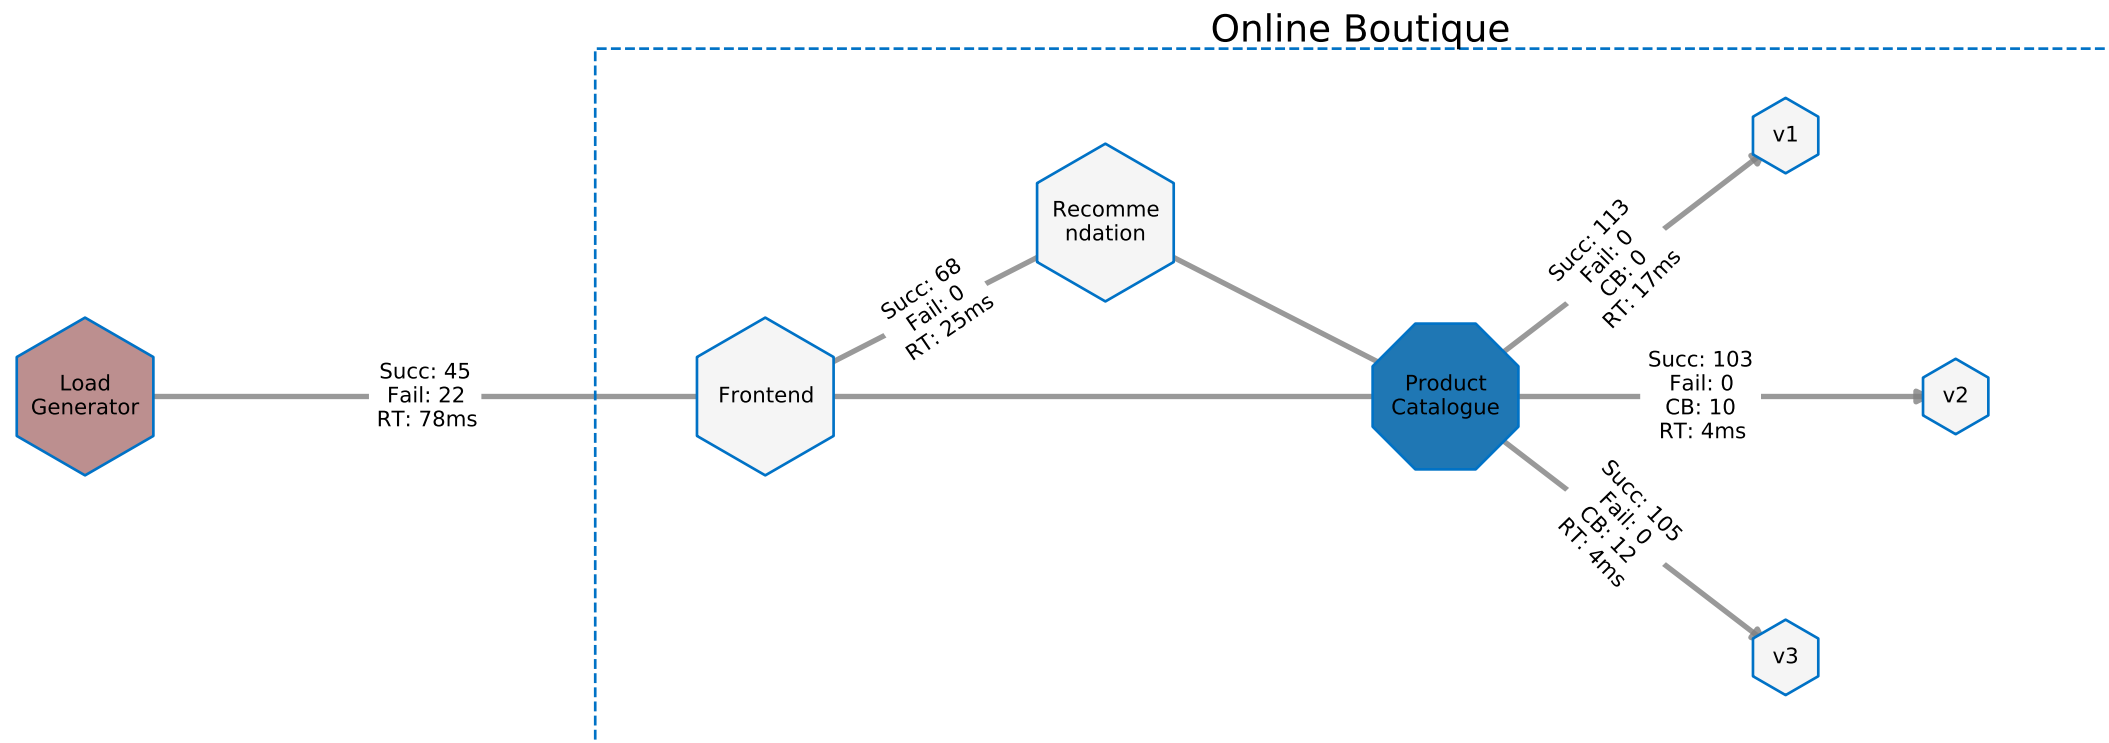 Online Boutique
Load
Generator
Succ: 45
Fail: 22
RT: 78ms
Frontend
Succ: 68
Fail: 0
RT: 25ms
Recomme
ndation
Product
Catalogue
Succ: 113
Fail: 0
CB: 0
RT: 17ms
v1
Succ: 103
Fail: 0
CB: 10
RT: 4ms
v2
Succ: 105
Fail: 0
CB: 12
RT: 4ms
v3